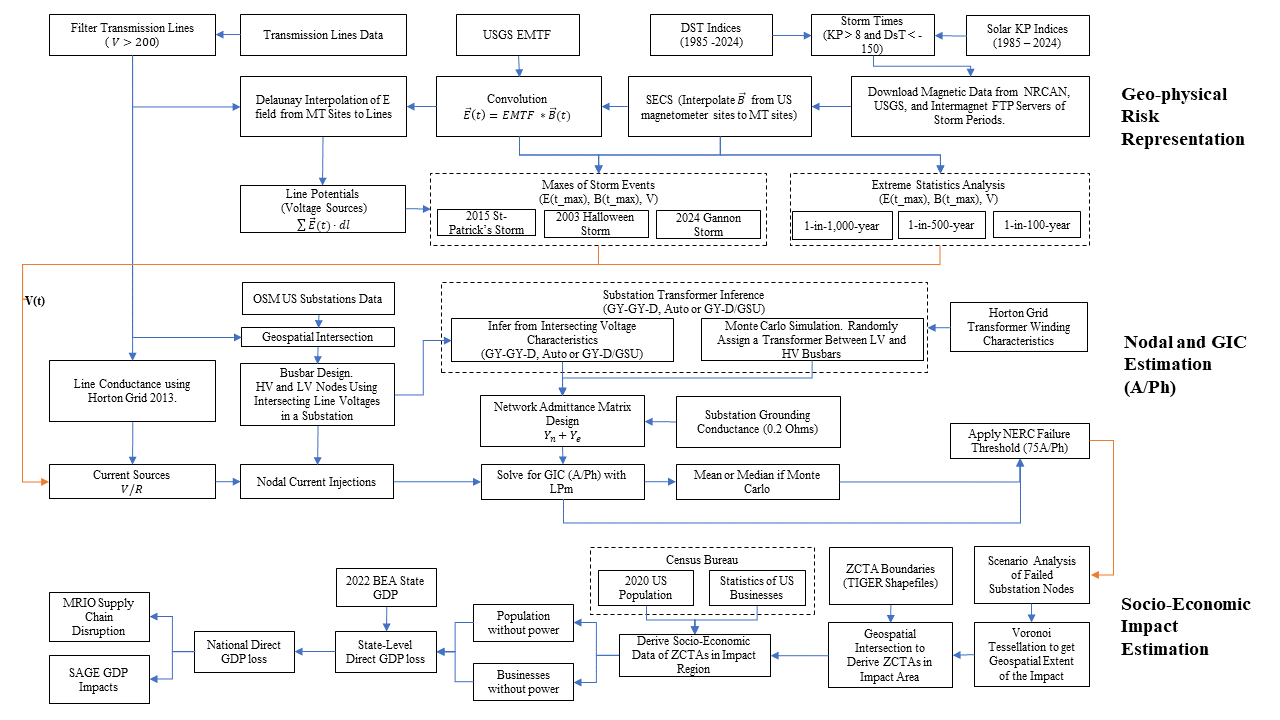 Filter Transmission Lines
(V > 200)
Transmission Lines Data
USGS EMTF
DST Indices
(1985 -2024)
Storm Times
(KP > 8 and DsT < -
150)
Solar KP Indices
(1985 – 2024)
Delaunay Interpolation of E
field from MT Sites to Lines
Convolution
E⃗(t) = EMTF ∗ B⃗(t)
SECS (Interpolate B⃗ from US
magnetometer sites to MT sites)
Download Magnetic Data from NRCAN,
USGS, and Intermagnet FTP Servers of
Storm Periods.
Geo-physical
Risk
Representation
Line Potentials
(Voltage Sources)
∑ E⃗(t) · dl
Maxes of Storm Events
(E(t_max), B(t_max), V)
2015 St-
Patrick's Storm
2003 Halloween
Storm
2024 Gannon
Storm
Extreme Statistics Analysis
(E(t_max), B(t_max), V)
1-in-1,000-year
1-in-500-year
1-in-100-year
V(t)
OSM US Substations Data
Geospatial Intersection
Busbar Design.
HV and LV Nodes Using
Intersecting Line Voltages
in a Substation
Substation Transformer Inference
(GY-GY-D, Auto or GY-D/GSU)
Infer from Intersecting Voltage
Characteristics
(GY-GY-D, Auto or GY-D/GSU)
Monte Carlo Simulation. Randomly
Assign a Transformer Between LV and
HV Busbars
Horton Grid
Transformer Winding
Characteristics
Nodal and GIC
Estimation
(A/Ph)
Line Conductance using
Horton Grid 2013.
Network Admittance Matrix
Design
Yn + Ye
Substation Grounding
Conductance (0.2 Ohms)
Apply NERC Failure
Threshold (75A/Ph)
Current Sources
V/R
Nodal Current Injections
Solve for GIC (A/Ph) with
LPm
Mean or Median if Monte
Carlo
Census Bureau
2020 US
Population
Statistics of US
Businesses
ZCTA Boundaries
(TIGER Shapefiles)
Scenario Analysis
of Failed
Substation Nodes
Socio-Economic
Impact
Estimation
MRIO Supply
Chain
Disruption
SAGE GDP
Impacts
National Direct
GDP loss
2022 BEA State
GDP
State-Level
Direct GDP loss
Population
without power
Businesses
without power
Derive Socio-Economic
Data of ZCTAs in Impact
Region
Geospatial
Intersection to
Derive ZCTAs in
Impact Area
Voronoi
Tessellation to get
Geospatial Extent
of the Impact